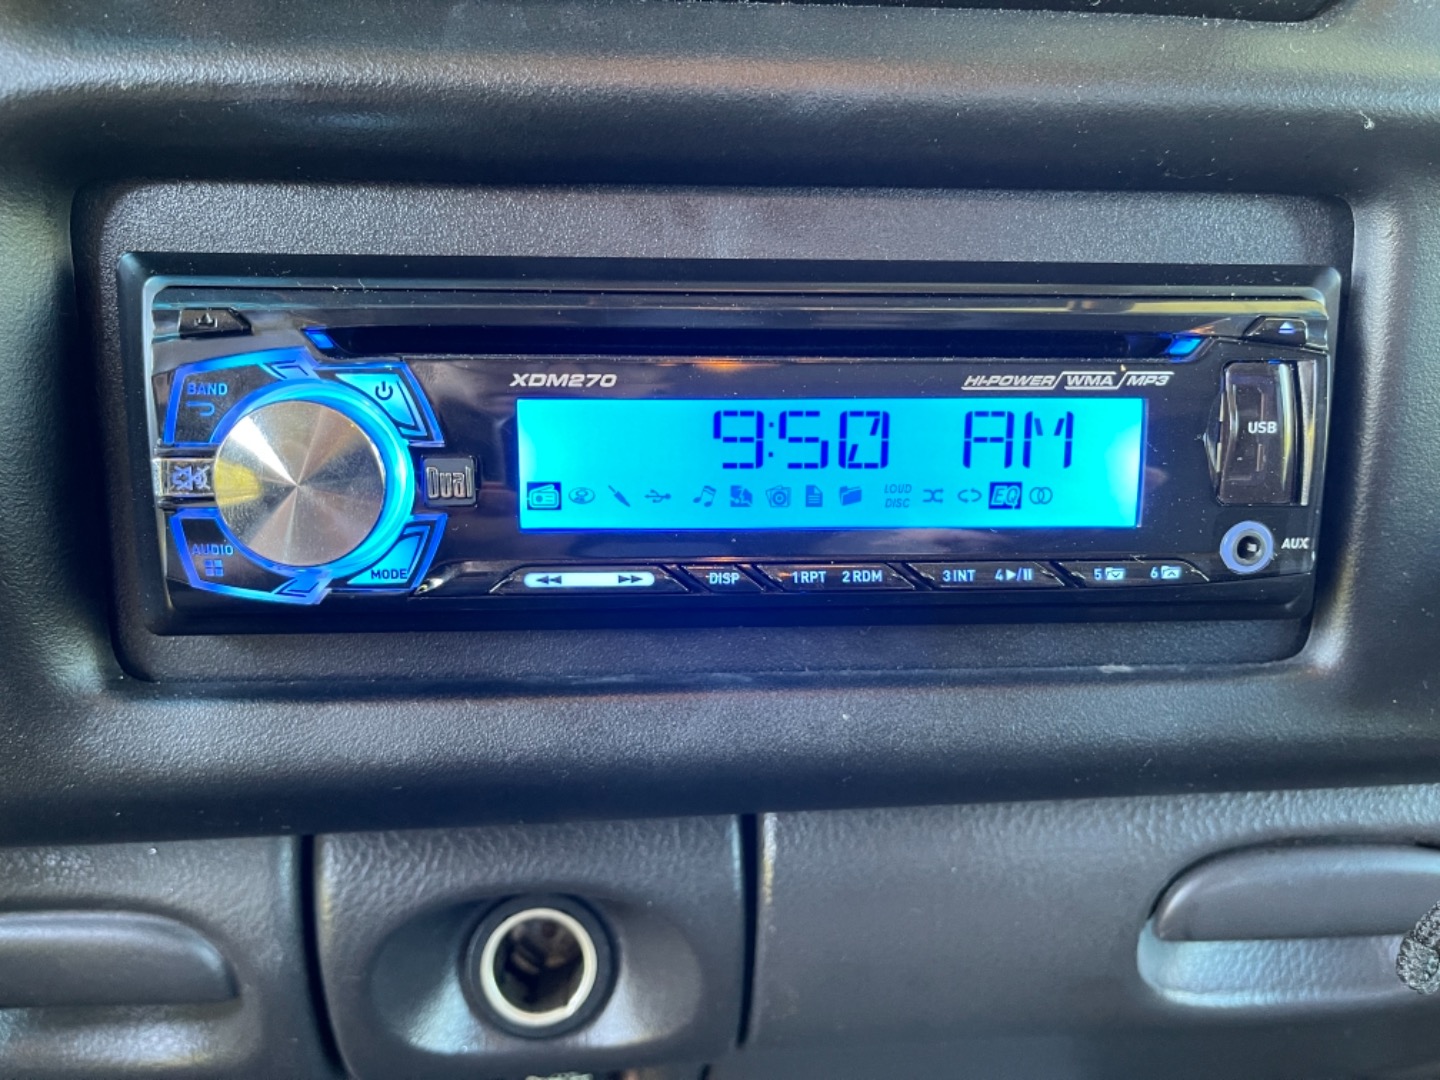 XDM270
HI-POWER/WMA/MP3
BAND
9:50 AM
USB
Dual
LOUD
DISC
EQ
AUDIO
MODE
AUX
DISP
1RPT
2RDM
3INT
4
5
6